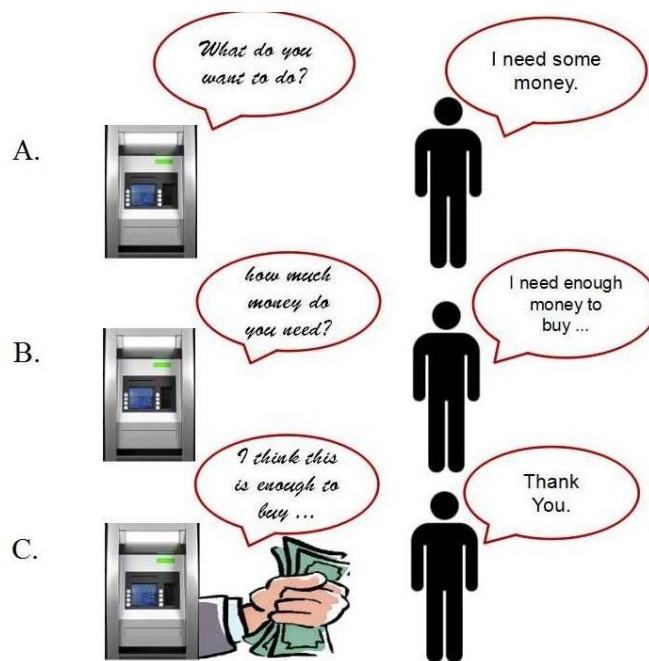 What do you
want to do?
I need some
money.
A.
how much
money do
you need?
I need enough
money to
buy ...
B.
I think this
is enough to
buy ...
Thank
You.
C.